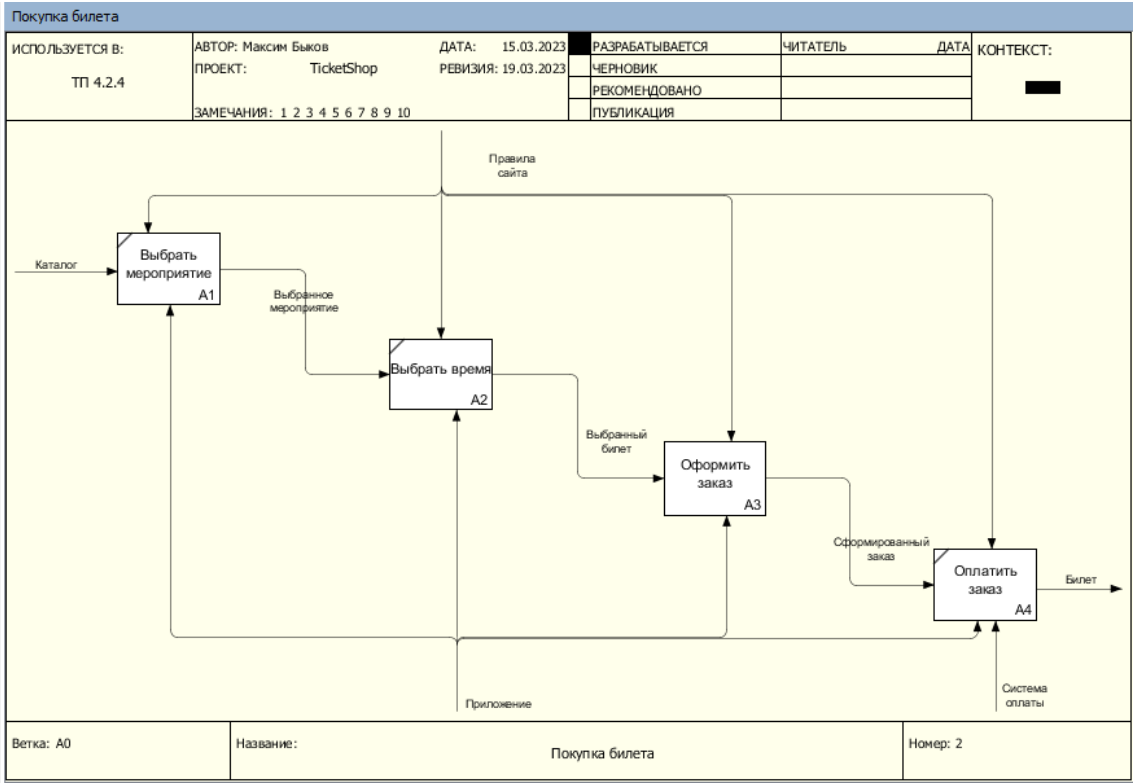 Покупка билета
ИСПОЛЬЗУЕТСЯ В:
ТП 4.2.4
АВТОР: Максим Быков
ДАТА: 15.03.2023
ПРОЕКТ: TicketShop
РЕВИЗИЯ: 19.03.2023
ЗАМЕЧАНИЯ: 1 2 3 4 5 6 7 8 9 10
РАЗРАБАТЫВАЕТСЯ
ЧЕРНОВИК
РЕКОМЕНДОВАНО
ПУБЛИКАЦИЯ
ЧИТАТЕЛЬ
ДАТА
КОНТЕКСТ:
Правила
сайта
Каталог
Выбрать
мероприятие
A1
Выбранное
мероприятие
Выбрать время
A2
Выбранный
билет
Оформить
заказ
A3
Сформированный
заказ
Оплатить
заказ
A4
Билет
Приложение
Система
оплаты
Ветка: A0
Название:
Покупка билета
Номер: 2